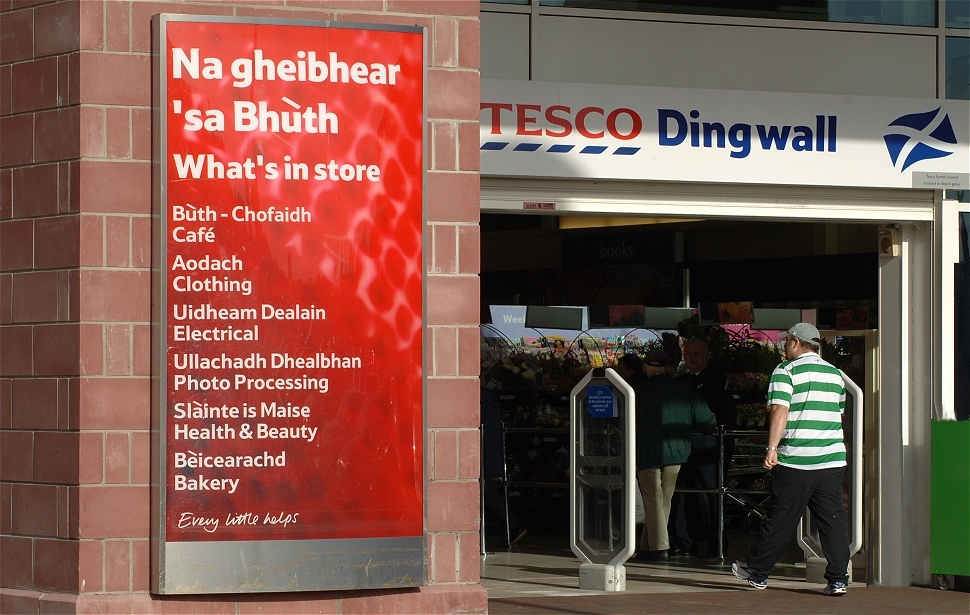 Na gheibhear
'sa Bhùth
What's in store
Bùth - Chofaidh
Café
Aodach
Clothing
Uidheam Dealain
Electrical
Ullachadh Dhealbhan
Photo Processing
Slàinte is Maise
Health & Beauty
Bèicearachd
Bakery
Every little helps
TESCO Dingwall
books
Week